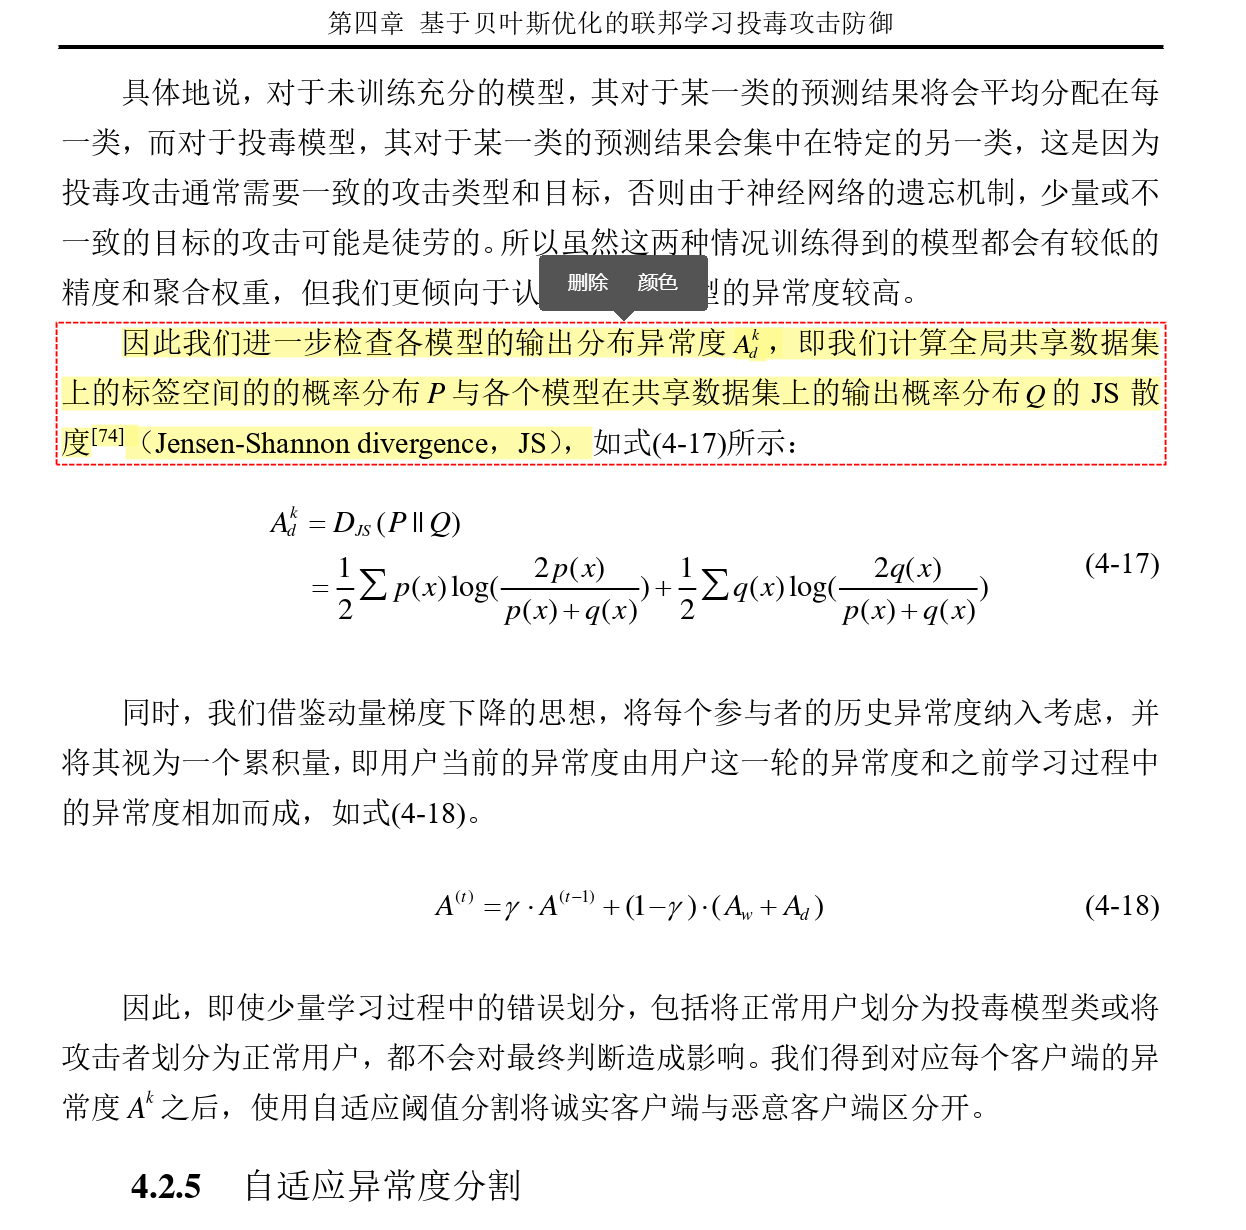 第四章 基于贝叶斯优化的联邦学习投毒攻击防御
具体地说，对于未训练充分的模型，其对于某一类的预测结果将会平均分配在每
一类，而对于投毒模型，其对于某一类的预测结果会集中在特定的另一类，这是因为
投毒攻击通常需要一致的攻击类型和目标，否则由于神经网络的遗忘机制，少量或不
一致的目标的攻击可能是徒劳的。所以虽然这两种情况训练得到的模型都会有较低的
删除 颜色
精度和聚合权重，但我们更倾向于认 型的异常度较高。
因此我们进一步检查各模型的输出分布异常度 A_d^k ，即我们计算全局共享数据集
上的标签空间的的概率分布 P 与各个模型在共享数据集上的输出概率分布 Q 的 JS 散
度[74]（Jensen-Shannon divergence，JS），如式(4-17)所示：
A_d^k = D_{JS}(P || Q)
= \frac{1}{2} ∑ p(x) log(\frac{2p(x)}{p(x)+q(x)}) + \frac{1}{2} ∑ q(x) log(\frac{2q(x)}{p(x)+q(x)}) (4-17)
同时，我们借鉴动量梯度下降的思想，将每个参与者的历史异常度纳入考虑，并
将其视为一个累积量，即用户当前的异常度由用户这一轮的异常度和之前学习过程中
的异常度相加而成，如式(4-18)。
A^{(t)} = γ · A^{(t−1)} + (1−γ) · (A_w + A_d) (4-18)
因此，即使少量学习过程中的错误划分，包括将正常用户划分为投毒模型类或将
攻击者划分为正常用户，都不会对最终判断造成影响。我们得到对应每个客户端的异
常度 A^k 之后，使用自适应阈值分割将诚实客户端与恶意客户端区分开。
4.2.5 自适应异常度分割